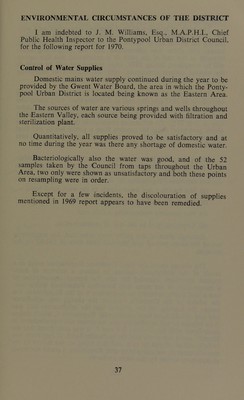 ENVIRONMENTAL CIRCUMSTANCES OF THE DISTRICT
I am indebted to J. M. Williams, Esq., M.A.P.H.I., Chief
Public Health Inspector to the Pontypool Urban District Council,
for the following report for 1970.
Control of Water Supplies
Domestic mains water supply continued during the year to be
provided by the Gwent Water Board, the area in which the Ponty-
pool Urban District is located being known as the Eastern Area.
The sources of water are various springs and wells throughout
the Eastern Valley, each source being provided with filtration and
sterilization plant.
Quantitatively, all supplies proved to be satisfactory and at
no time during the year was there any shortage of domestic water.
Bacteriologically also the water was good, and of the 52
samples taken by the Council from taps throughout the Urban
Area, two only were shown as unsatisfactory and both these points
on resampling were in order.
Except for a few incidents, the discolouration of supplies
mentioned in 1969 report appears to have been remedied.
37